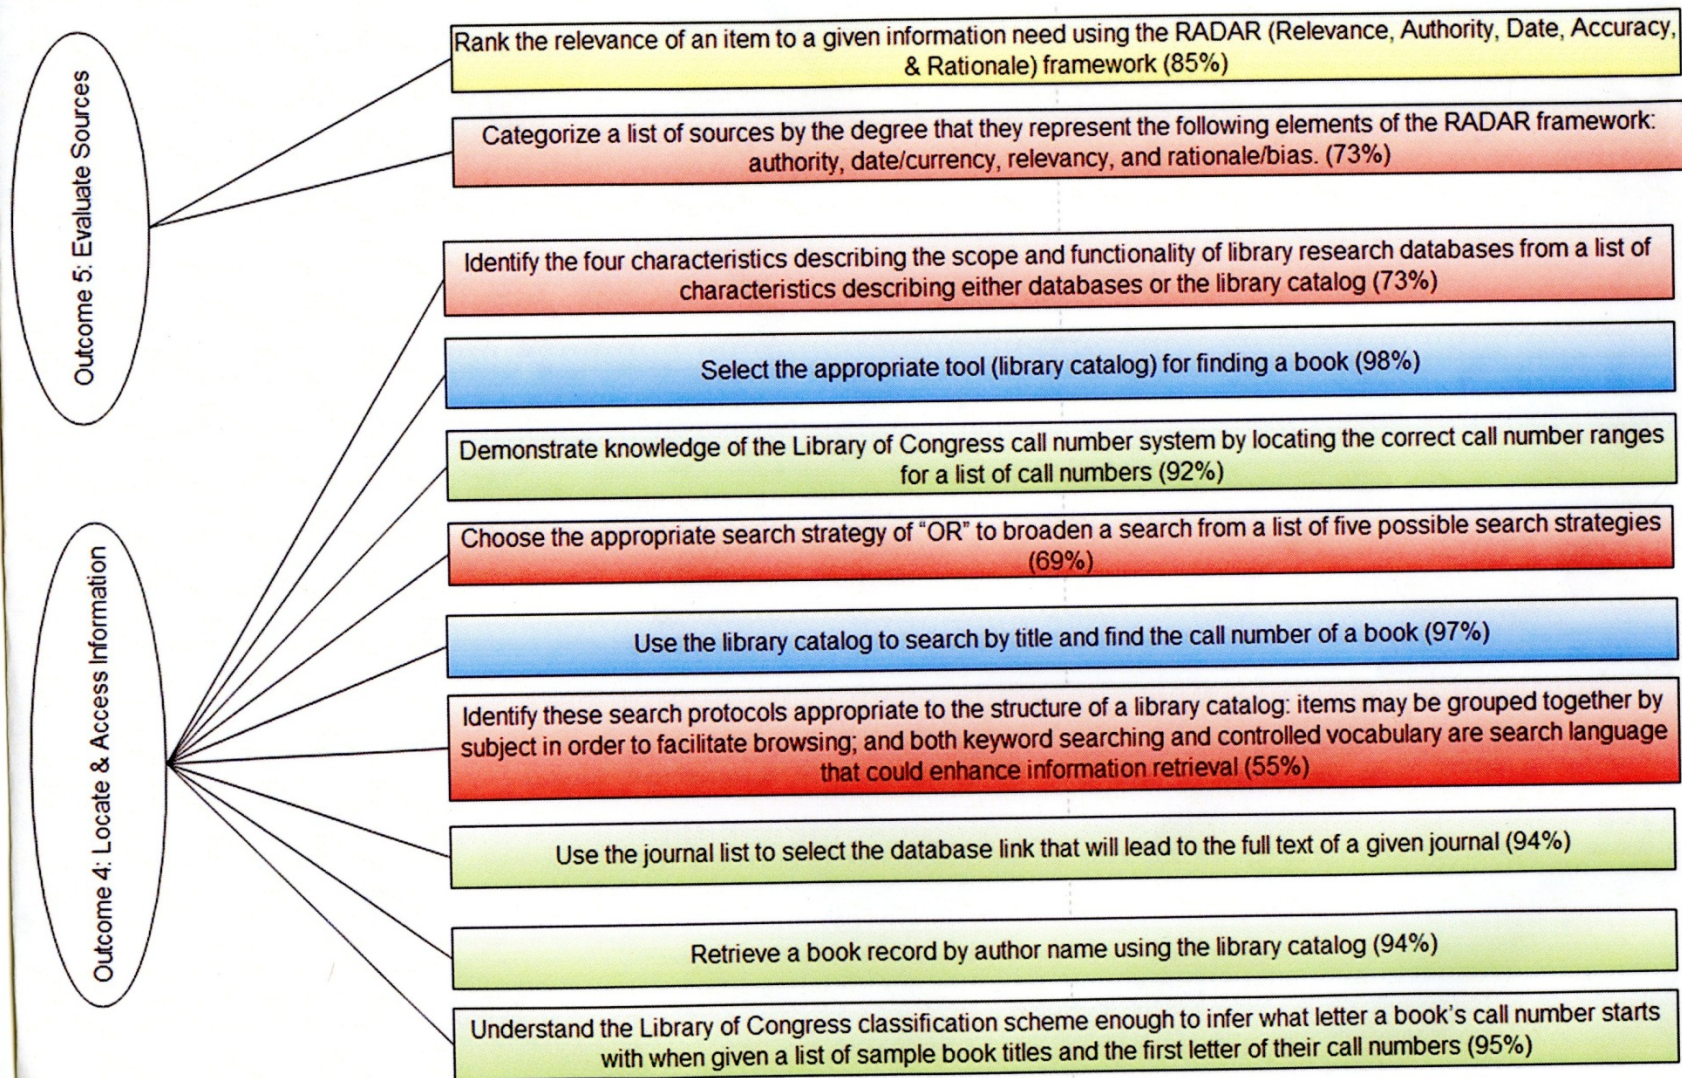 Outcome 5: Evaluate Sources
Rank the relevance of an item to a given information need using the RADAR (Relevance, Authority, Date, Accuracy,
& Rationale) framework (85%)
Categorize a list of sources by the degree that they represent the following elements of the RADAR framework:
authority, date/currency, relevancy, and rationale/bias. (73%)
Outcome 4: Locate & Access Information
Identify the four characteristics describing the scope and functionality of library research databases from a list of
characteristics describing either databases or the library catalog (73%)
Select the appropriate tool (library catalog) for finding a book (98%)
Demonstrate knowledge of the Library of Congress call number system by locating the correct call number ranges
for a list of call numbers (92%)
Choose the appropriate search strategy of “OR” to broaden a search from a list of five possible search strategies
(69%)
Use the library catalog to search by title and find the call number of a book (97%)
Identify these search protocols appropriate to the structure of a library catalog: items may be grouped together by
subject in order to facilitate browsing; and both keyword searching and controlled vocabulary are search language
that could enhance information retrieval (55%)
Use the journal list to select the database link that will lead to the full text of a given journal (94%)
Retrieve a book record by author name using the library catalog (94%)
Understand the Library of Congress classification scheme enough to infer what letter a book’s call number starts
with when given a list of sample book titles and the first letter of their call numbers (95%)